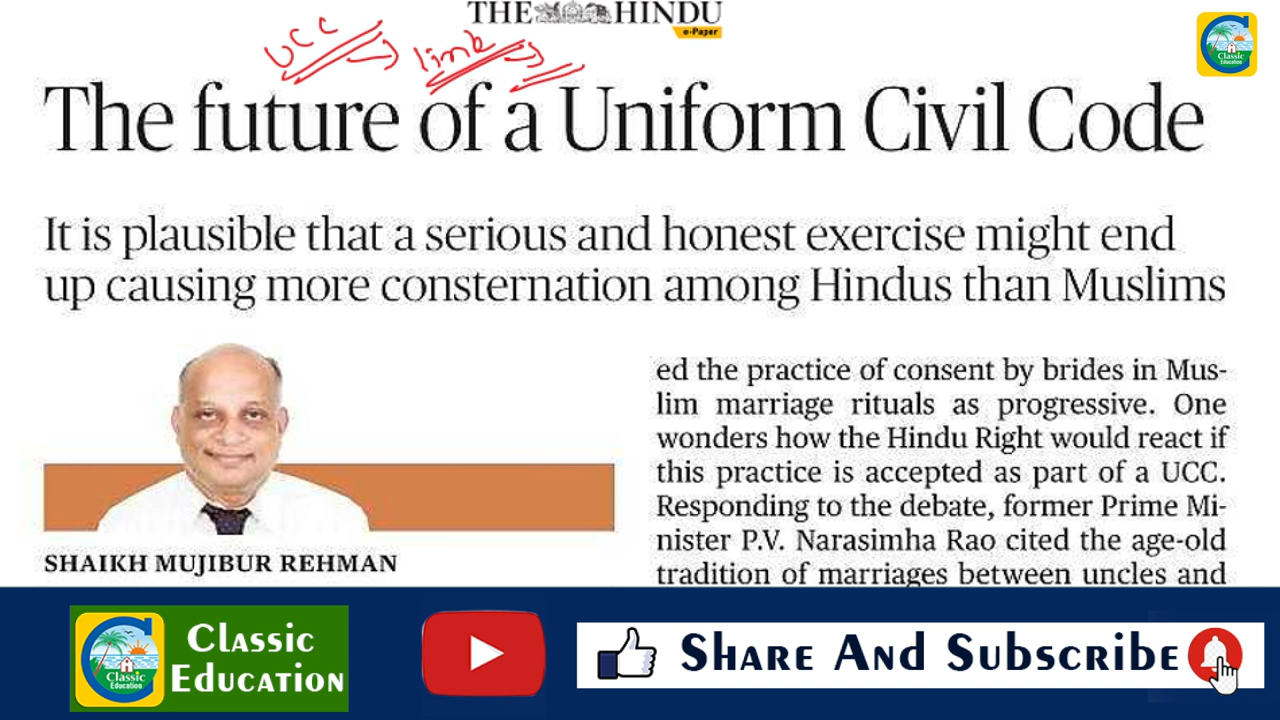 THE HINDU
e-Paper
Classic
Education
UCC link
The future of a Uniform Civil Code
It is plausible that a serious and honest exercise might end
up causing more consternation among Hindus than Muslims
SHAIKH MUJIBUR REHMAN
ed the practice of consent by brides in Mus-
lim marriage rituals as progressive. One
wonders how the Hindu Right would react if
this practice is accepted as part of a UCC.
Responding to the debate, former Prime Mi-
nister P.V. Narasimha Rao cited the age-old
tradition of marriages between uncles and
Classic
Education
Classic
Education
Share And Subscribe